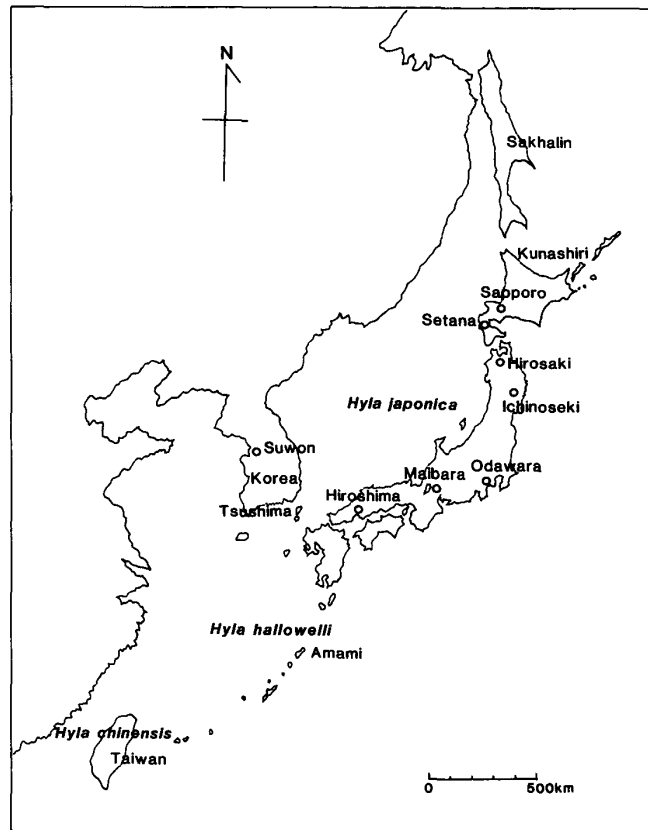 N
Sakhalin
Kunashiri
Sapporo
Setana
Hirosaki
Hyla japonica
Ichinoseki
Suwon
Korea
Maibara
Odawara
Tsushima
Hiroshima
Hyla hallowelli
Amami
Hyla chinensis
Taiwan
0 500km